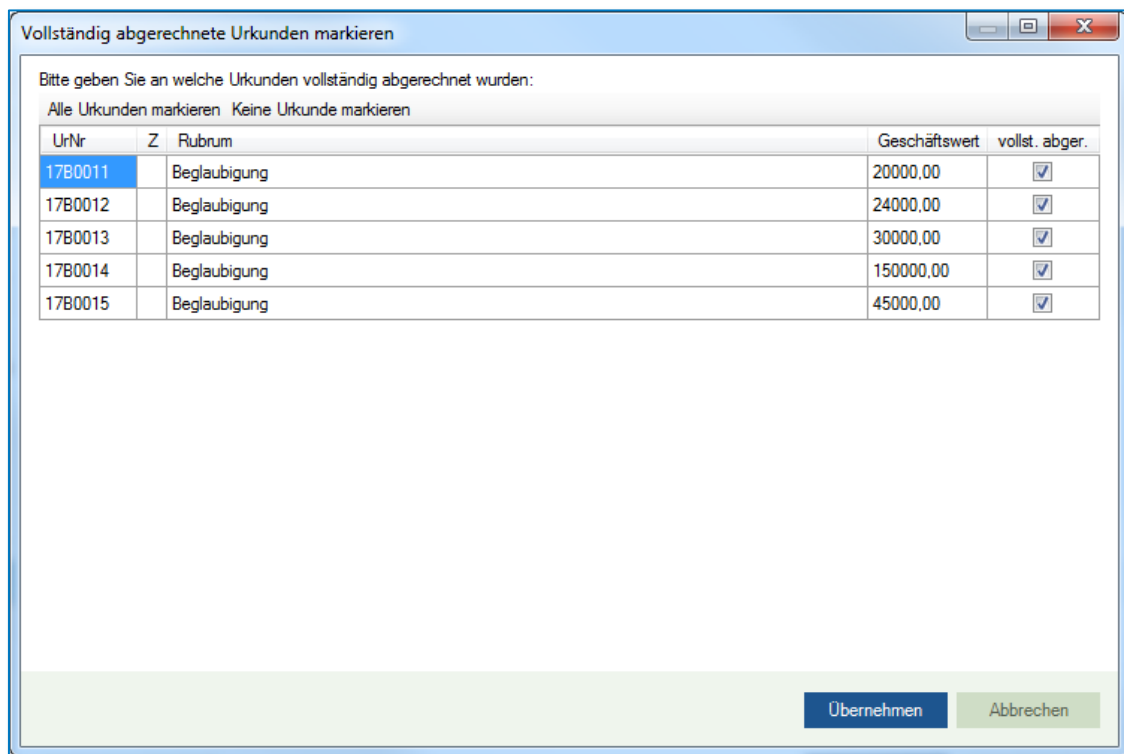 Vollständig abgerechnete Urkunden markieren
Bitte geben Sie an welche Urkunden vollständig abgerechnet wurden:
Alle Urkunden markieren Keine Urkunde markieren
UrNr Z Rubrum Geschäftswert vollst. abger.
17B0011 Beglaubigung 20000,00
17B0012 Beglaubigung 24000,00
17B0013 Beglaubigung 30000,00
17B0014 Beglaubigung 150000,00
17B0015 Beglaubigung 45000,00
Übernehmen Abbrechen